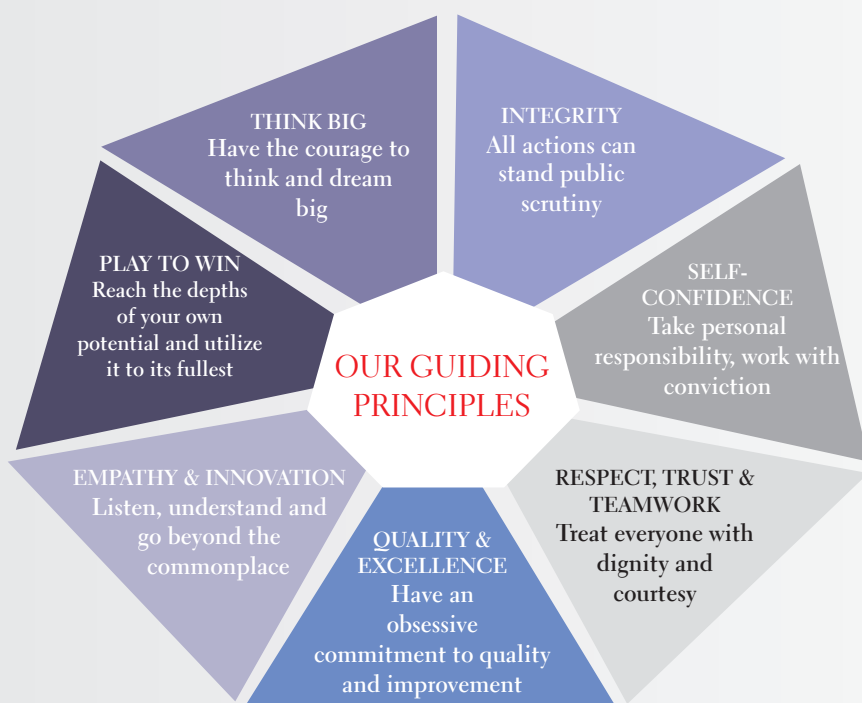 OUR GUIDING
PRINCIPLES
INTEGRITY
All actions can
stand public
scrutiny
SELF-
CONFIDENCE
Take personal
responsibility, work with
conviction
RESPECT, TRUST &
TEAMWORK
Treat everyone with
dignity and
courtesy
QUALITY &
EXCELLENCE
Have an
obsessive
commitment to quality
and improvement
EMPATHY & INNOVATION
Listen, understand and
go beyond the
commonplace
PLAY TO WIN
Reach the depths
of your own
potential and utilize
it to its fullest
THINK BIG
Have the courage to
think and dream
big